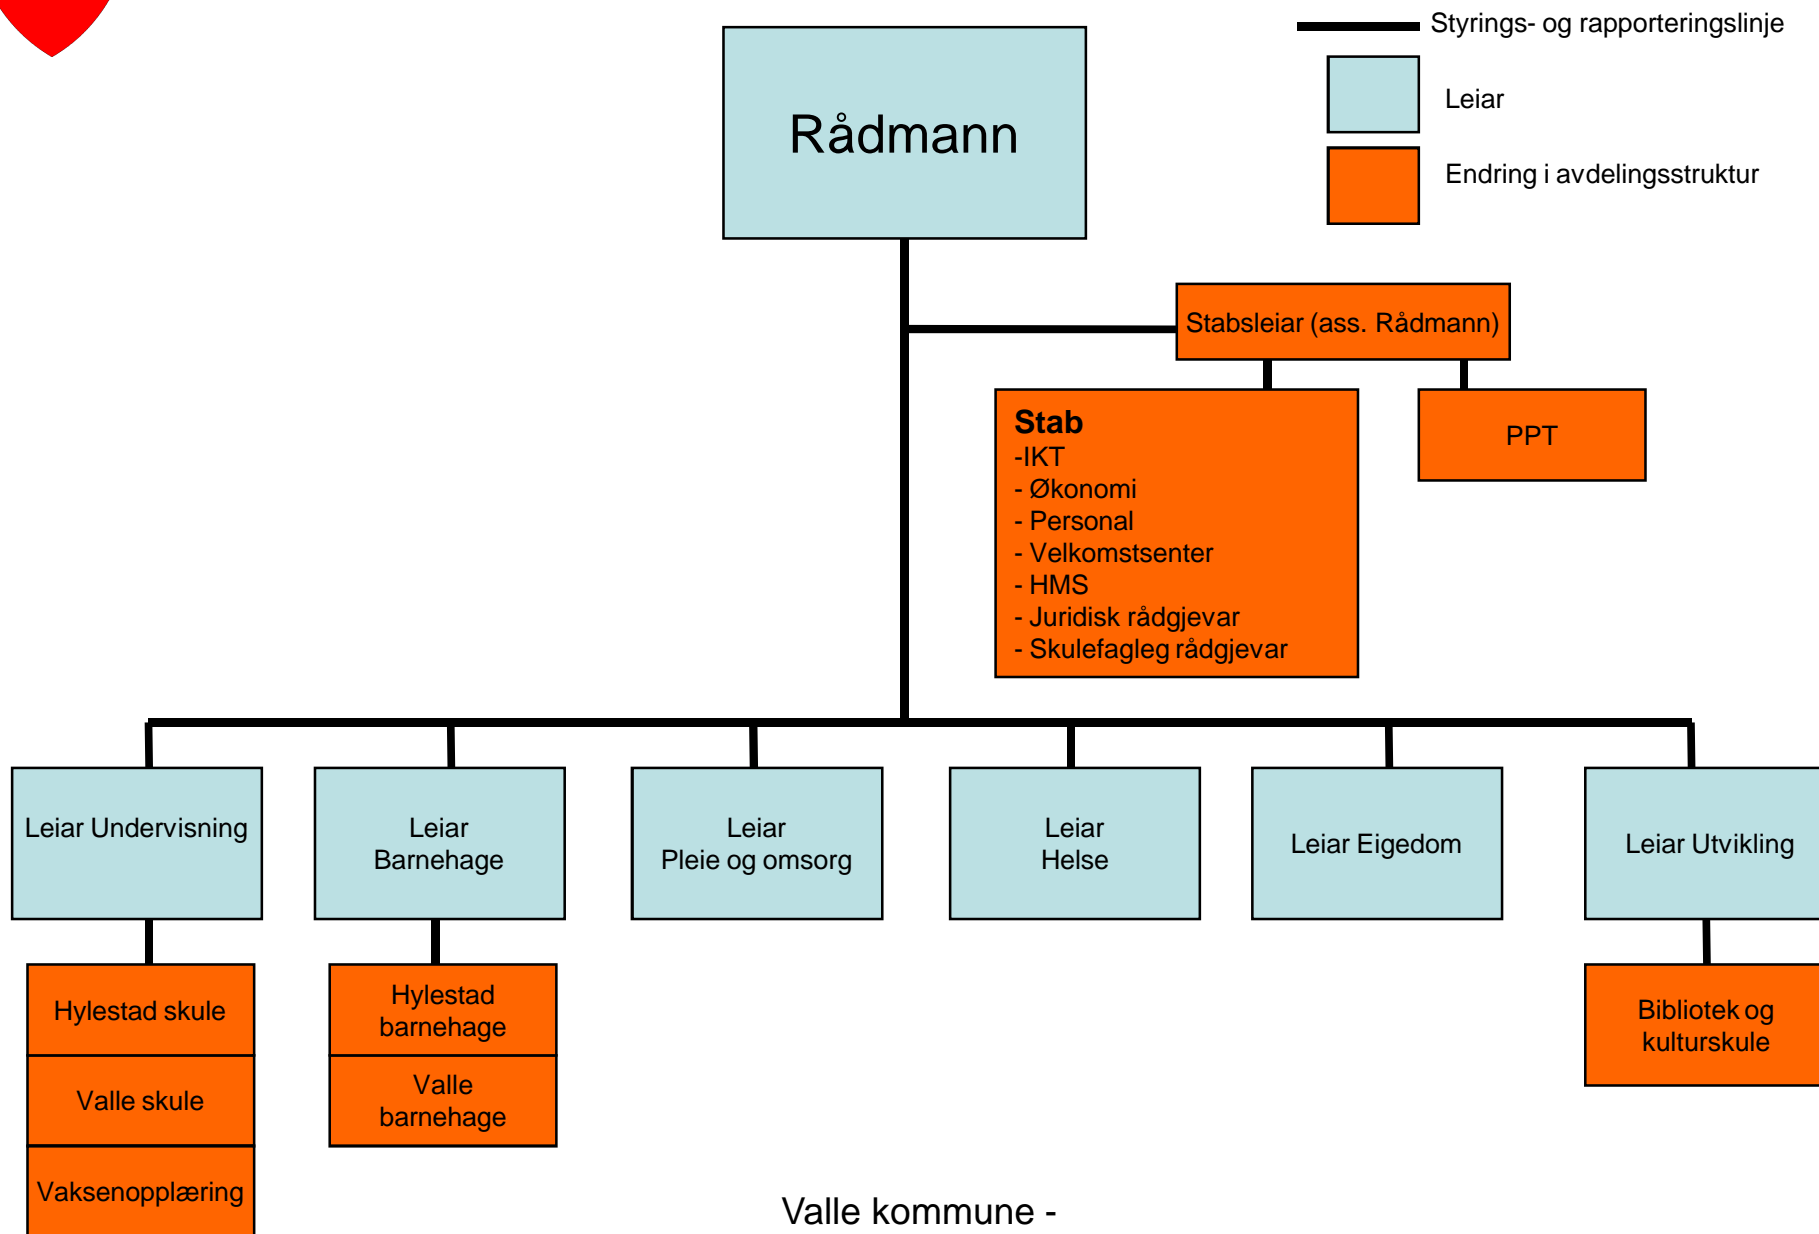 Styrings- og rapporteringslinje
Leiar
Endring i avdelingsstruktur
Rådmann
Stabsleiar (ass. Rådmann)
Stab
-IKT
- Økonomi
- Personal
- Velkomstsenter
- HMS
- Juridisk rådgjevar
- Skulefagleg rådgjevar
PPT
Leiar Undervisning
Leiar
Barnehage
Leiar
Pleie og omsorg
Leiar
Helse
Leiar Eigedom
Leiar Utvikling
Hylestad skule
Valle skule
Vaksenopplæring
Hylestad
barnehage
Valle
barnehage
Bibliotek og
kulturskule
Valle kommune -